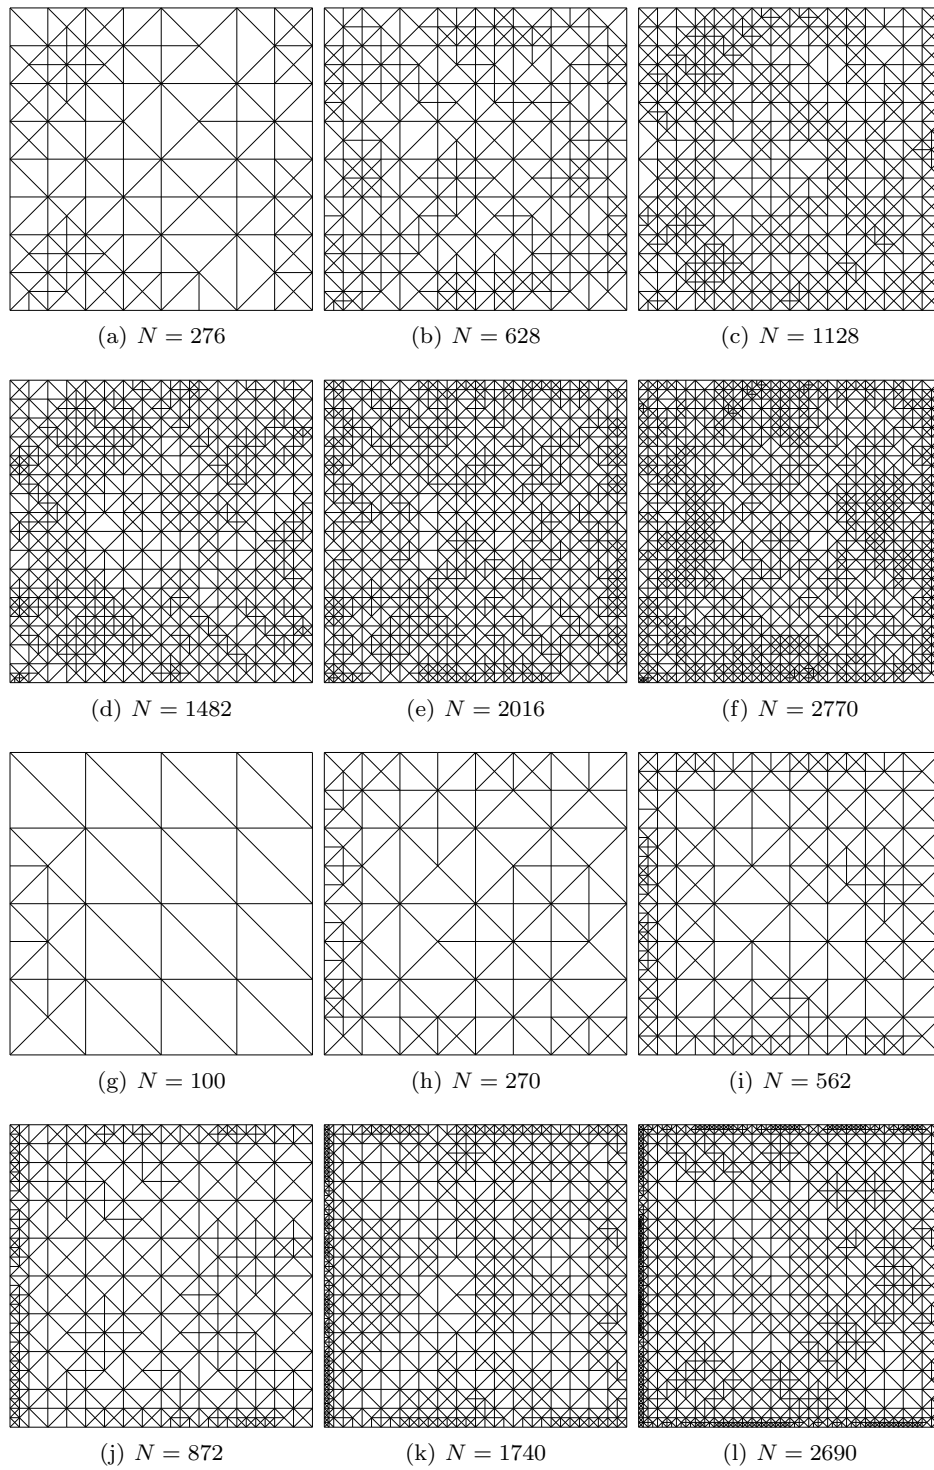 (a) N = 276 (b) N = 628 (c) N = 1128
(d) N = 1482 (e) N = 2016 (f) N = 2770
(g) N = 100 (h) N = 270 (i) N = 562
(j) N = 872 (k) N = 1740 (l) N = 2690